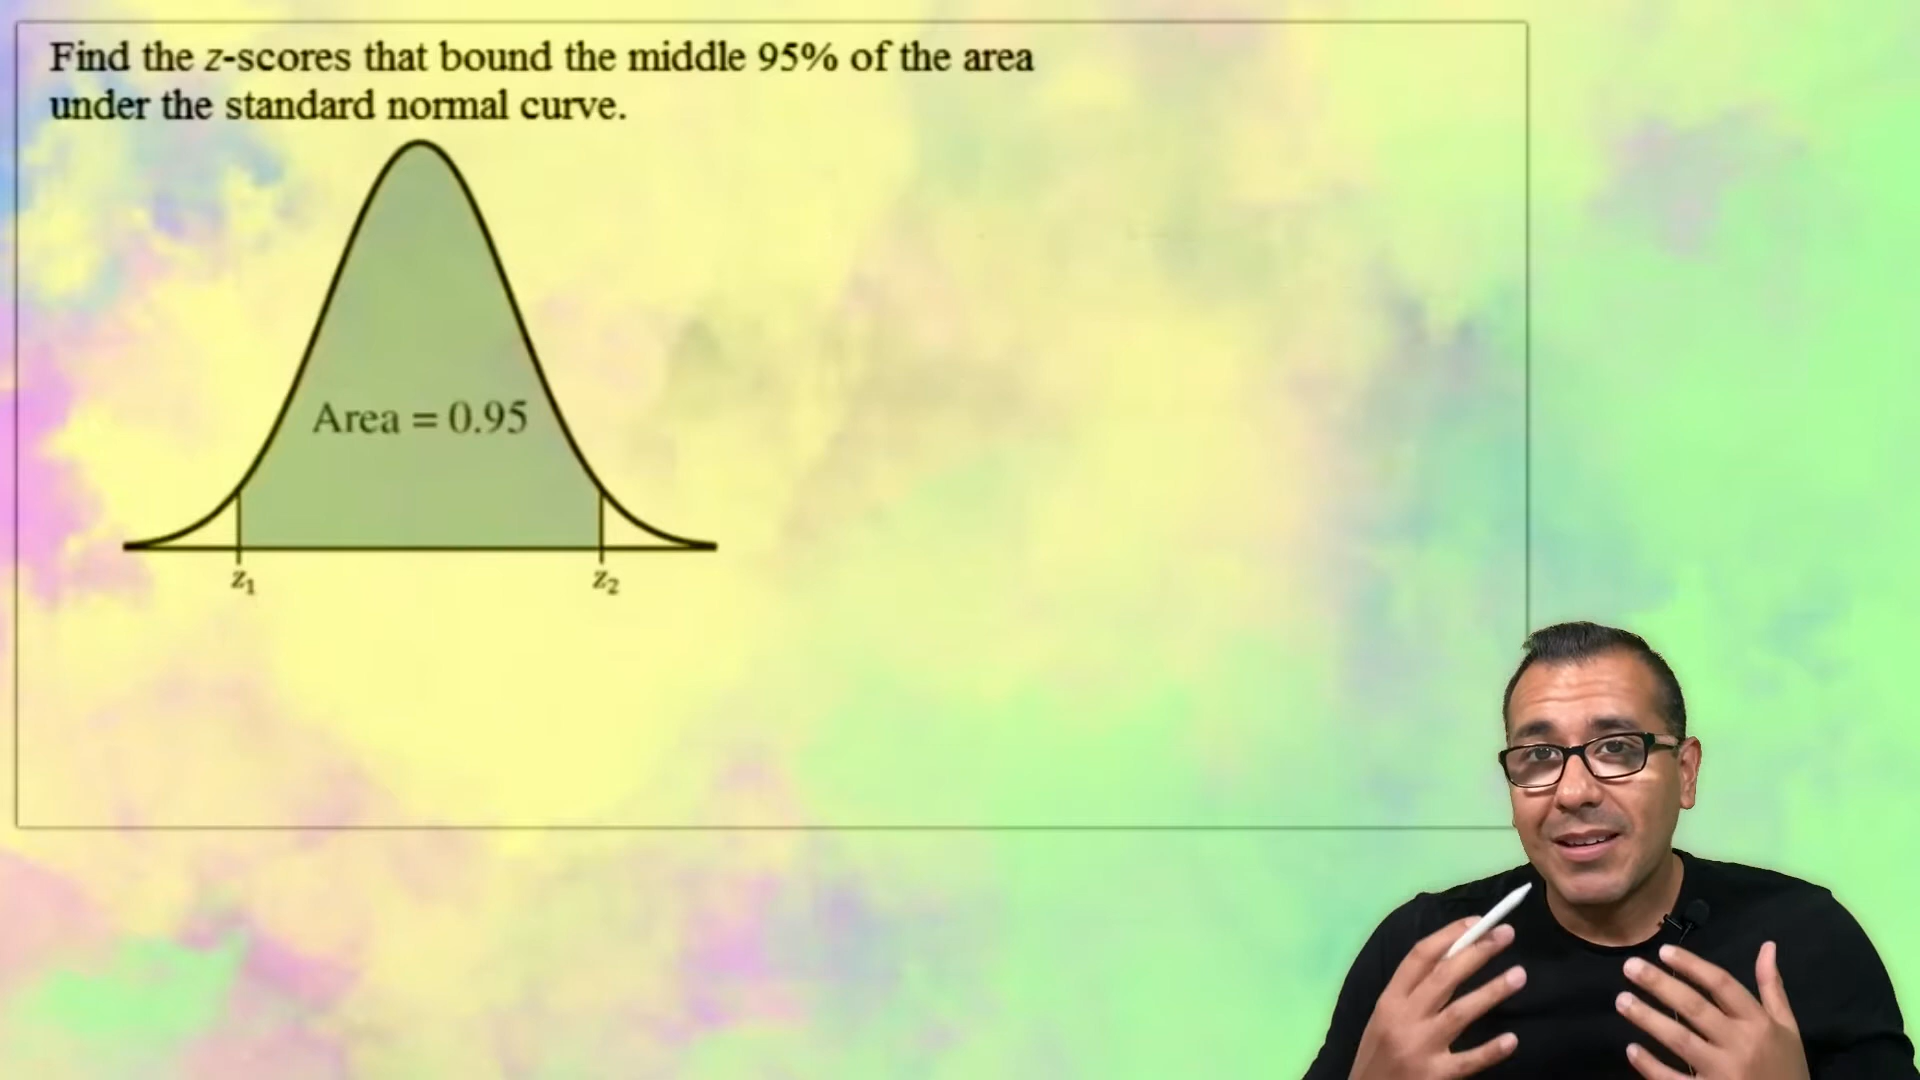 Find the z-scores that bound the middle 95% of the area
under the standard normal curve.
Area = 0.95
z₁ z₂